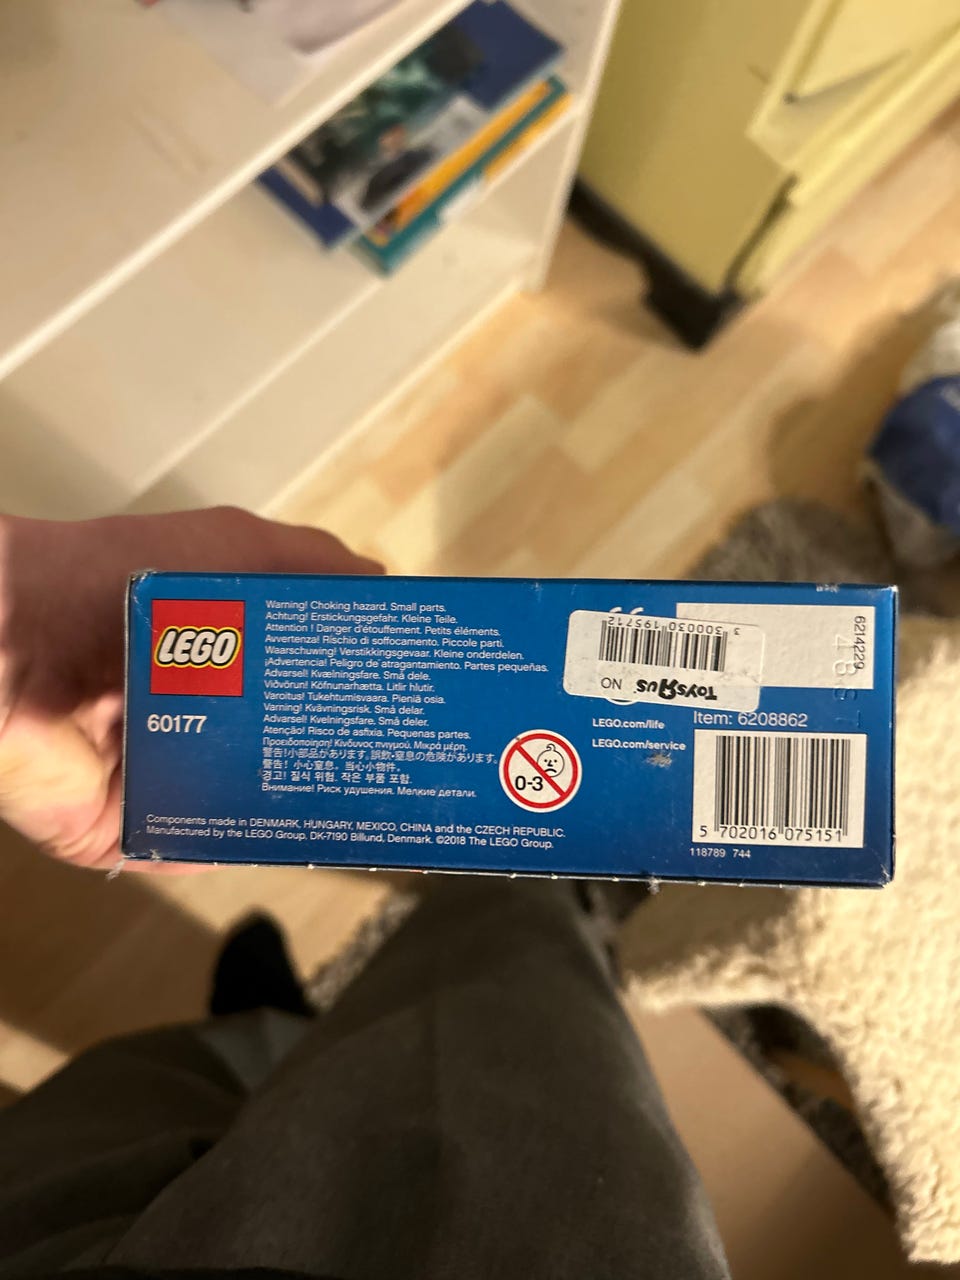 LEGO
60177
Warning! Choking hazard. Small parts.
Achtung! Erstickungsgefahr. Kleine Teile.
Attention ! Danger d'étouffement. Petits éléments.
Avvertenza! Rischio di soffocamento. Piccole parti.
Waarschuwing! Verstikkingsgevaar. Kleine onderdelen.
¡Advertencia! Peligro de atragantamiento. Partes pequeñas.
Advarsel! Kvælningsfare. Små dele.
Viðvörun! Köfnunarhætta. Litlir hlutir.
Varoitus! Tukehtumisvaara. Pieniä osia.
Varning! Kvävningsrisk. Små delar.
Advarsel! Kvelningsfare. Små deler.
Atenção! Risco de asfixia. Pequenas partes.
Προειδοποίηση! Κίνδυνος πνιγμού. Μικρά μέρη.
警告!小部品があります。誤飲・窒息の危険があります。
警告! 小心窒息。当心小物件。
경고! 질식 위험. 작은 부품 포함.
Внимание! Риск удушения. Мелкие детали.
Components made in DENMARK, HUNGARY, MEXICO, CHINA and the CZECH REPUBLIC.
Manufactured by the LEGO Group. DK-7190 Billund, Denmark. ©2018 The LEGO Group.
0-3
ToysЯus NO
3 300030 195712
LEGO.com/life
LEGO.com/service
6214229
Item: 6208862
5 702016 075151
118789 744